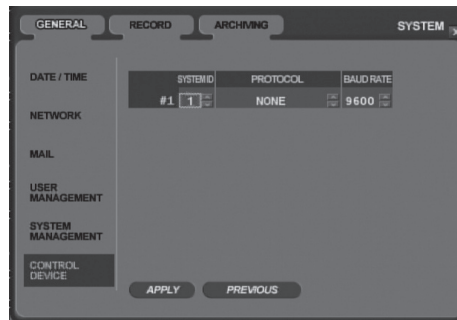 GENERAL RECORD ARCHIVING SYSTEM
DATE / TIME
NETWORK
MAIL
USER
MANAGEMENT
SYSTEM
MANAGEMENT
CONTROL
DEVICE
SYSTEM ID PROTOCOL BAUD RATE
#1 1 NONE 9600
APPLY PREVIOUS